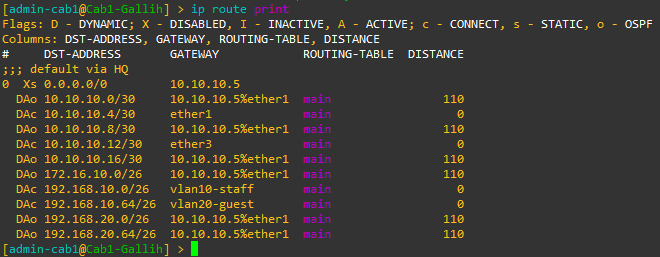 [admin-cab1@Cab1-Gallih] > ip route print
Flags: D - DYNAMIC; X - DISABLED, I - INACTIVE, A - ACTIVE; c - CONNECT, s - STATIC, o - OSPF
Columns: DST-ADDRESS, GATEWAY, ROUTING-TABLE, DISTANCE
#     DST-ADDRESS       GATEWAY           ROUTING-TABLE  DISTANCE
;;; default via HQ
0  Xs 0.0.0.0/0         10.10.10.5
  DAo 10.10.10.0/30     10.10.10.5%ether1  main                110
  DAc 10.10.10.4/30     ether1             main                  0
  DAo 10.10.10.8/30     10.10.10.5%ether1  main                110
  DAc 10.10.10.12/30    ether3             main                  0
  DAo 10.10.10.16/30    10.10.10.5%ether1  main                110
  DAo 172.16.10.0/26    10.10.10.5%ether1  main                110
  DAc 192.168.10.0/26   vlan10-staff       main                  0
  DAc 192.168.10.64/26  vlan20-guest       main                  0
  DAo 192.168.20.0/26   10.10.10.5%ether1  main                110
  DAo 192.168.20.64/26  10.10.10.5%ether1  main                110
[admin-cab1@Cab1-Gallih] >